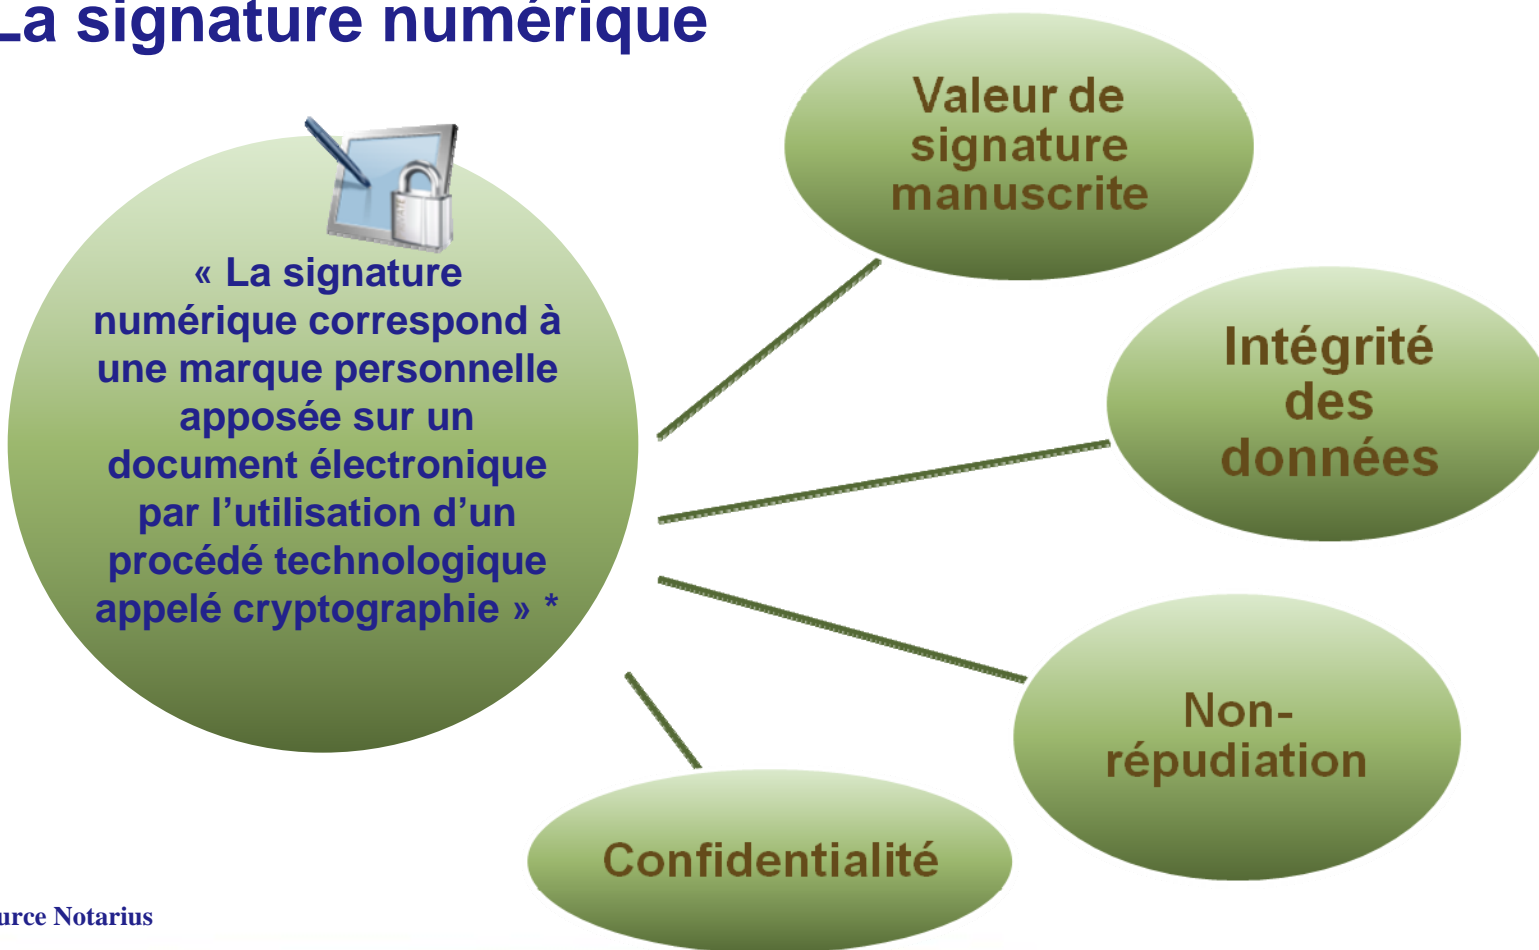 La signature numérique
Valeur de
signature
manuscrite
« La signature
numérique correspond à
une marque personnelle
apposée sur un
document électronique
par l’utilisation d’un
procédé technologique
appelé cryptographie » *
Intégrité
des
données
Non-
répudiation
Confidentialité
urce Notarius